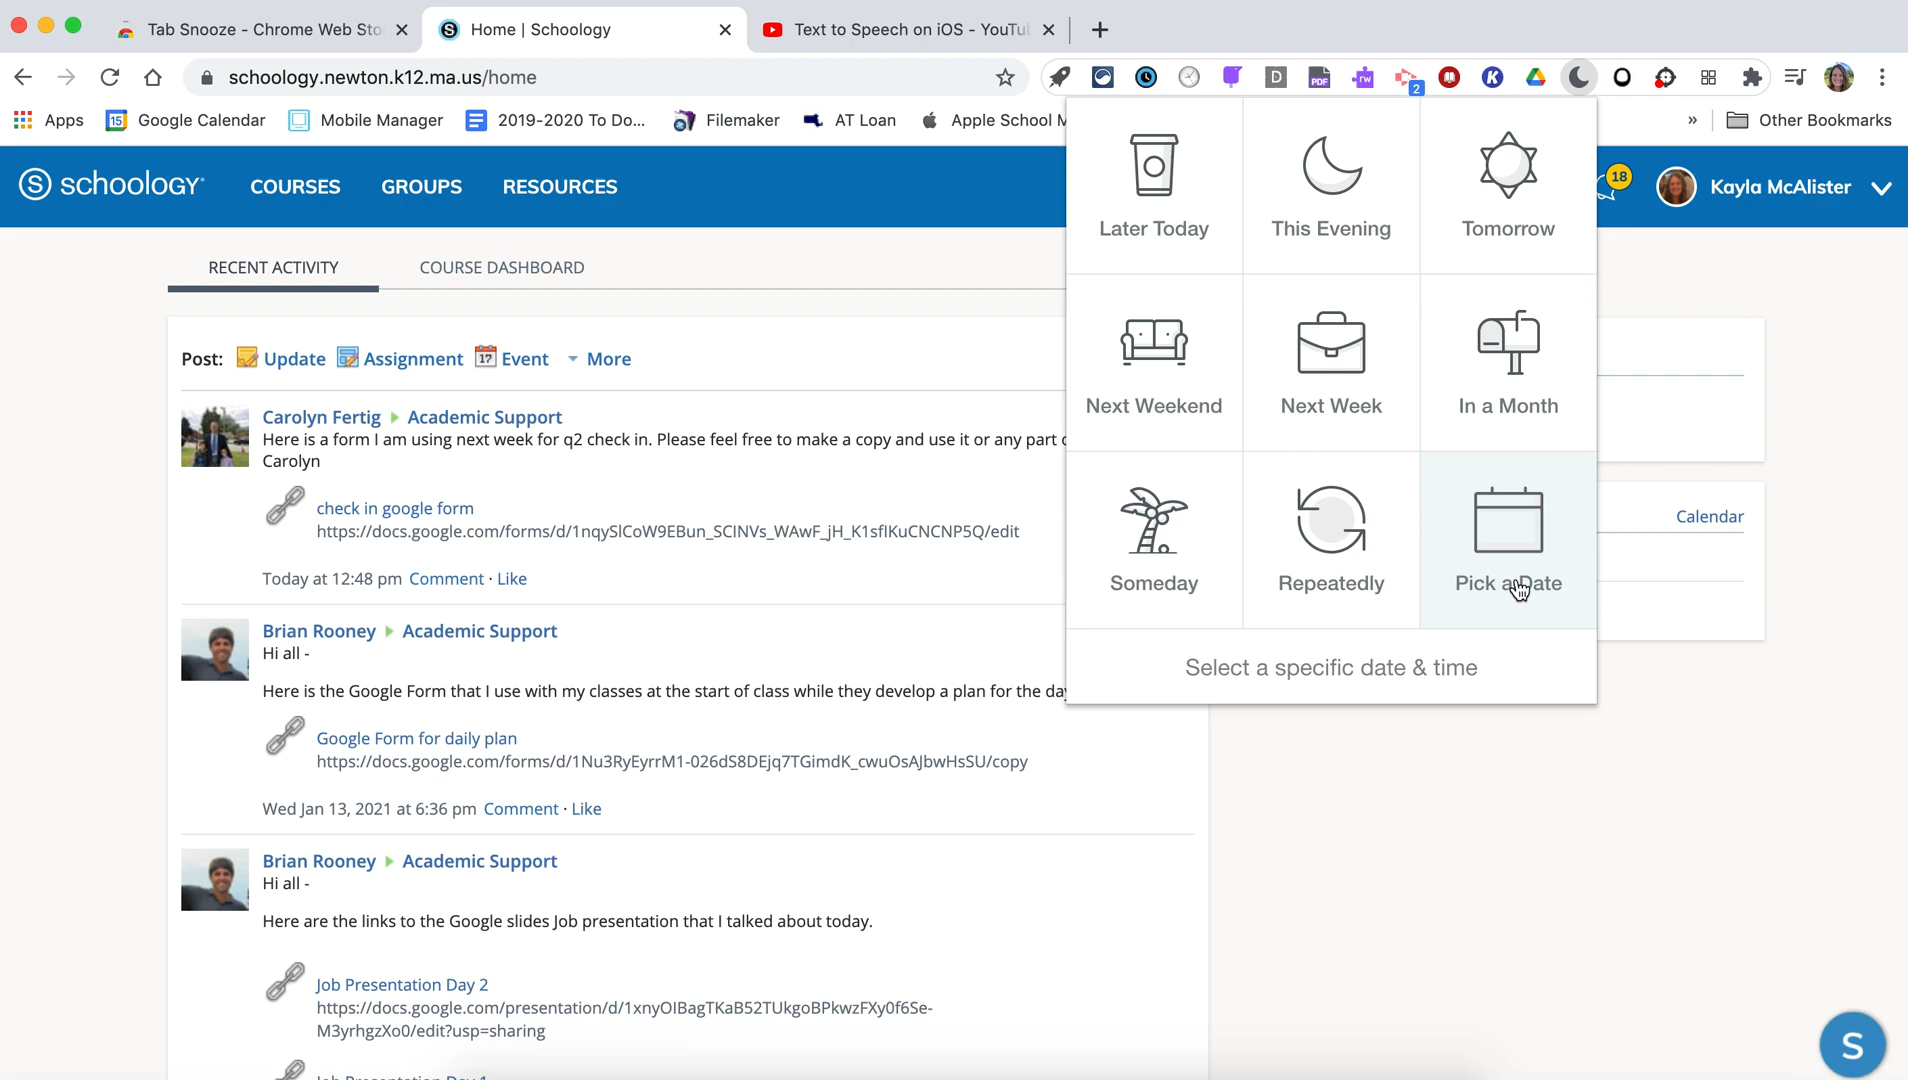 Tab Snooze - Chrome Web Sto
Home | Schoology
Text to Speech on iOS - YouTu
schoology.newton.k12.ma.us/home
D
PDF
rw
2
K
Apps
15
Google Calendar
Mobile Manager
2019-2020 To Do...
Filemaker
AT Loan
Apple School M
»
Other Bookmarks
S schoology®
COURSES
GROUPS
RESOURCES
18
Kayla McAlister
RECENT ACTIVITY
COURSE DASHBOARD
Post: Update Assignment 17 Event More
Carolyn Fertig Academic Support
Here is a form I am using next week for q2 check in. Please feel free to make a copy and use it or any part
Carolyn
check in google form
https://docs.google.com/forms/d/1nqySlCoW9EBun_SCINVs_WAwF_jH_K1sflKuCNCNP5Q/edit
Today at 12:48 pm Comment · Like
Brian Rooney Academic Support
Hi all -
Here is the Google Form that I use with my classes at the start of class while they develop a plan for the day
Google Form for daily plan
https://docs.google.com/forms/d/1Nu3RyEyrrM1-026dS8DEjq7TGimdK_cwuOsAJbwHsSU/copy
Wed Jan 13, 2021 at 6:36 pm Comment · Like
Brian Rooney Academic Support
Hi all -
Here are the links to the Google slides Job presentation that I talked about today.
Job Presentation Day 2
https://docs.google.com/presentation/d/1xnyOIBagTKaB52TUkgoBPkwzFXy0f6Se-
M3yrhgzXo0/edit?usp=sharing
Job Presentation Day 1
Later Today
This Evening
Tomorrow
Next Weekend
Next Week
In a Month
Someday
Repeatedly
Pick a Date
Select a specific date & time
Calendar
S